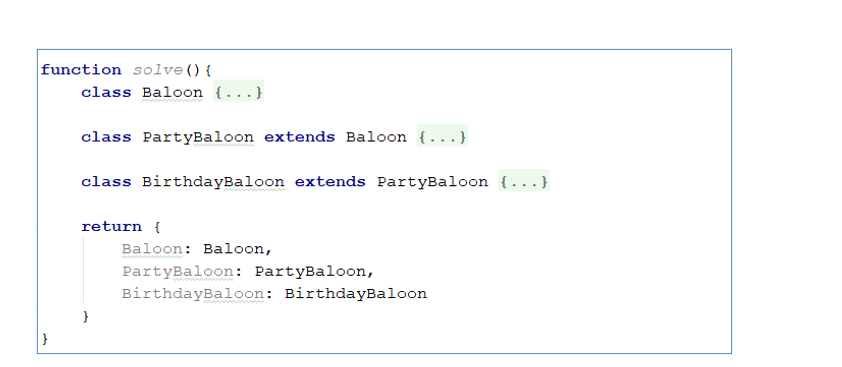 function solve(){
class Baloon {...}
class PartyBaloon extends Baloon {...}
class BirthdayBaloon extends PartyBaloon {...}
return {
Baloon: Baloon,
PartyBaloon: PartyBaloon,
BirthdayBaloon: BirthdayBaloon
}
}